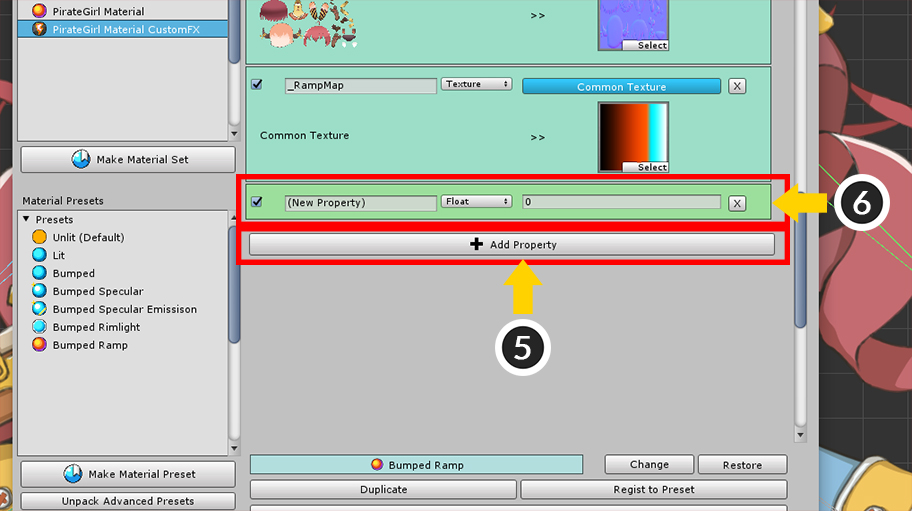 PirateGirl Material
PirateGirl Material CustomFX
Make Material Set
Material Presets
Presets
Unlit (Default)
Lit
Bumped
Bumped Specular
Bumped Specular Emissison
Bumped Rimlight
Bumped Ramp
Make Material Preset
Unpack Advanced Presets
>>
Select
_RampMap
Texture
Common Texture
X
Common Texture
>>
Select
(New Property)
Float
0
X
6
Add Property
5
Bumped Ramp
Change
Restore
Duplicate
Regist to Preset